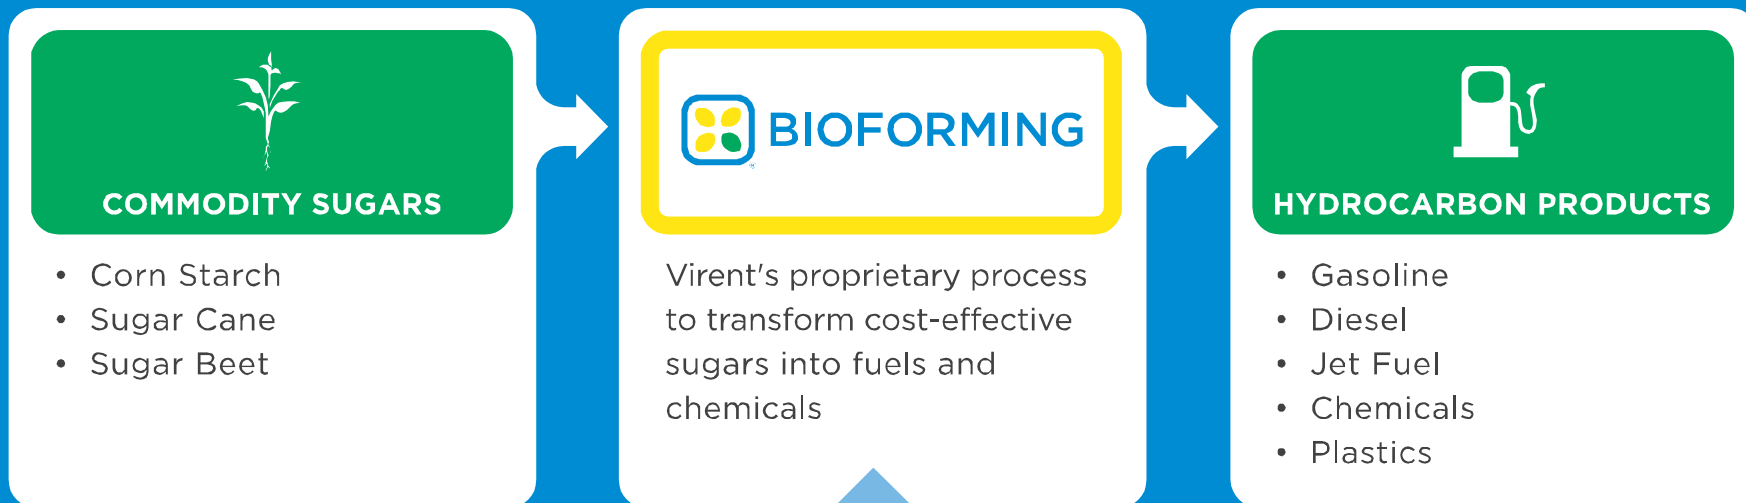 COMMODITY SUGARS
• Corn Starch
• Sugar Cane
• Sugar Beet
BIOFORMING
Virent's proprietary process
to transform cost-effective
sugars into fuels and
chemicals
HYDROCARBON PRODUCTS
• Gasoline
• Diesel
• Jet Fuel
• Chemicals
• Plastics